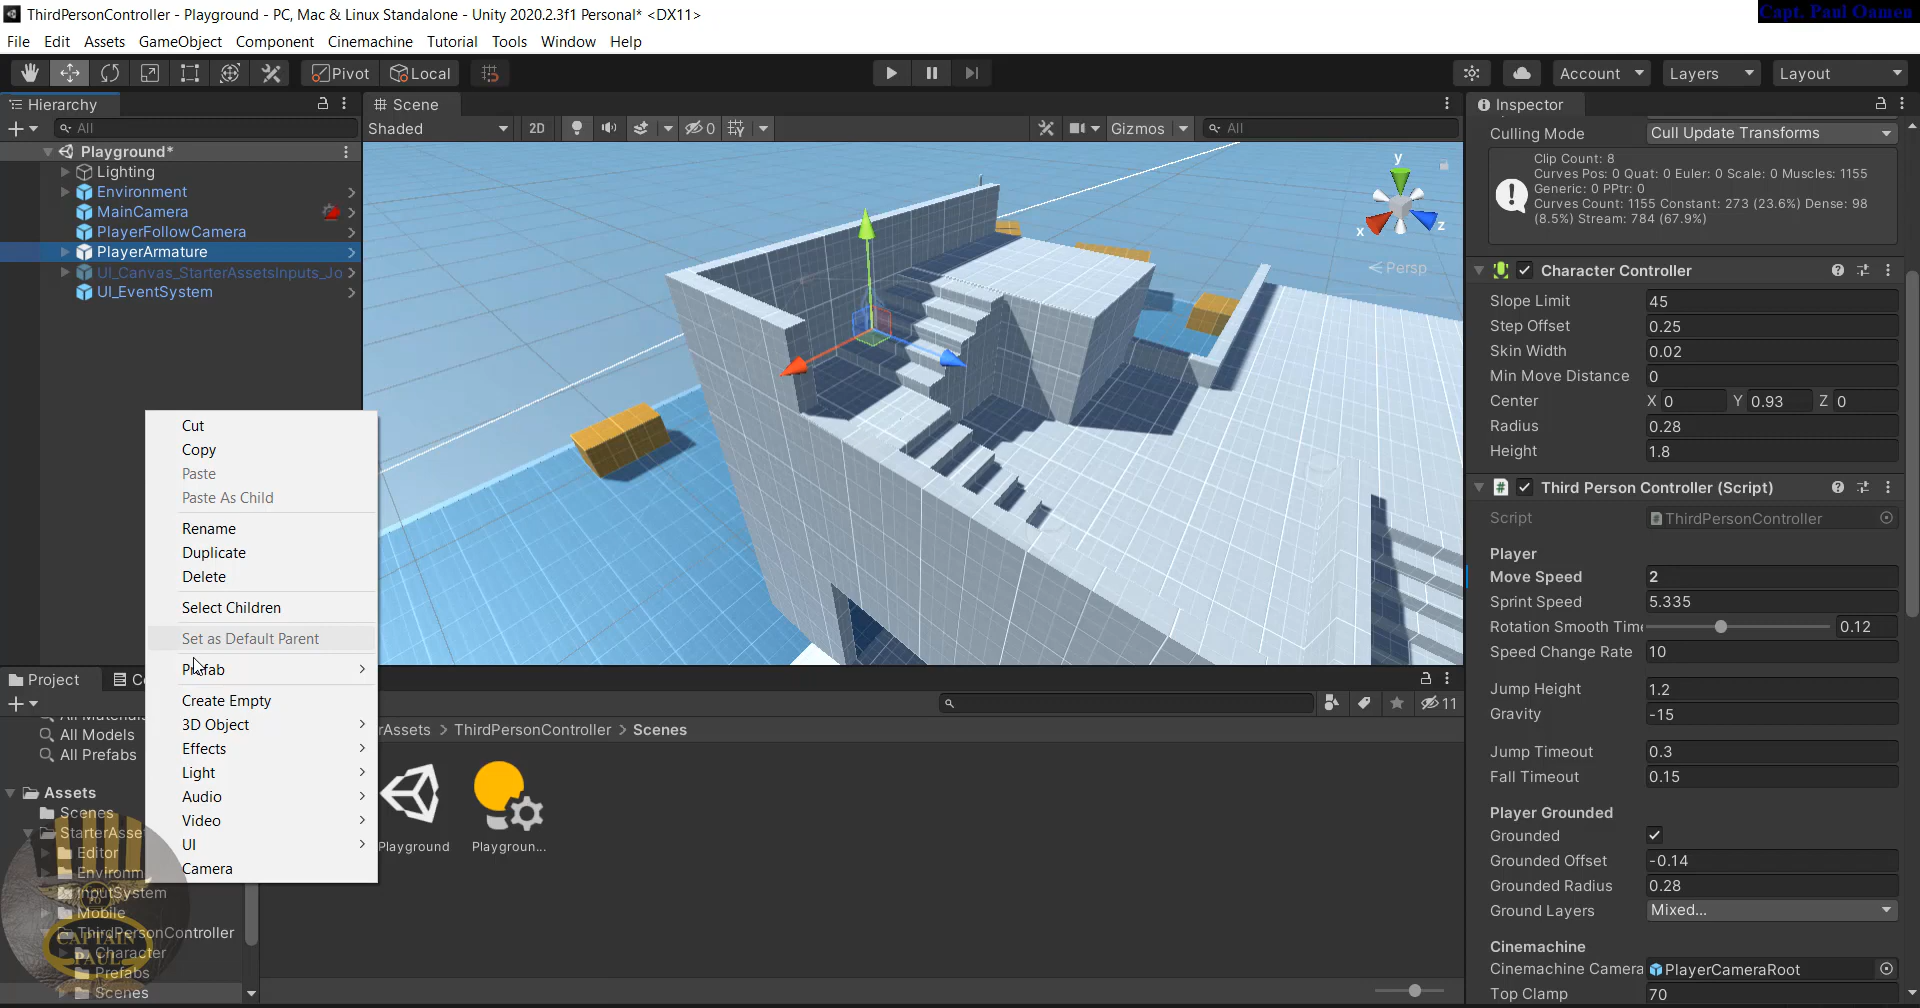 ThirdPersonController - Playground - PC, Mac & Linux Standalone - Unity 2020.2.3f1 Personal* <DX11>
Capt. Paul Oamen
File Edit Assets GameObject Component Cinemachine Tutorial Tools Window Help
Pivot Local Account Layers Layout
Hierarchy
All
Playground*
Lighting
Environment
MainCamera
PlayerFollowCamera
PlayerArmature
UI_Canvas_StarterAssetsInputs_Jo
UI_EventSystem
Scene
Shaded 2D 0 Gizmos All
y
x
z
Persp
Cut
Copy
Paste
Paste As Child
Rename
Duplicate
Delete
Select Children
Set as Default Parent
Prefab
Create Empty
3D Object
Effects
Light
Audio
Video
UI
Camera
Project Co
All Materials
All Models
All Prefabs
Assets
Scenes
StarterAsse
Editor
Environm
InputSystem
Mobile
ThirdPersonController
Character
Prefabs
Scenes
CAPTAIN
PAUL
11
rAssets > ThirdPersonController > Scenes
Playground
Playgroun...
Inspector
Culling Mode Cull Update Transforms
Clip Count: 8
Curves Pos: 0 Quat: 0 Euler: 0 Scale: 0 Muscles: 1155
Generic: 0 PPtr: 0
Curves Count: 1155 Constant: 273 (23.6%) Dense: 98
(8.5%) Stream: 784 (67.9%)
Character Controller
Slope Limit 45
Step Offset 0.25
Skin Width 0.02
Min Move Distance 0
Center X 0 Y 0.93 Z 0
Radius 0.28
Height 1.8
Third Person Controller (Script)
Script ThirdPersonController
Player
Move Speed 2
Sprint Speed 5.335
Rotation Smooth Time 0.12
Speed Change Rate 10
Jump Height 1.2
Gravity -15
Jump Timeout 0.3
Fall Timeout 0.15
Player Grounded
Grounded
Grounded Offset -0.14
Grounded Radius 0.28
Ground Layers Mixed...
Cinemachine
Cinemachine Camera PlayerCameraRoot
Top Clamp 70